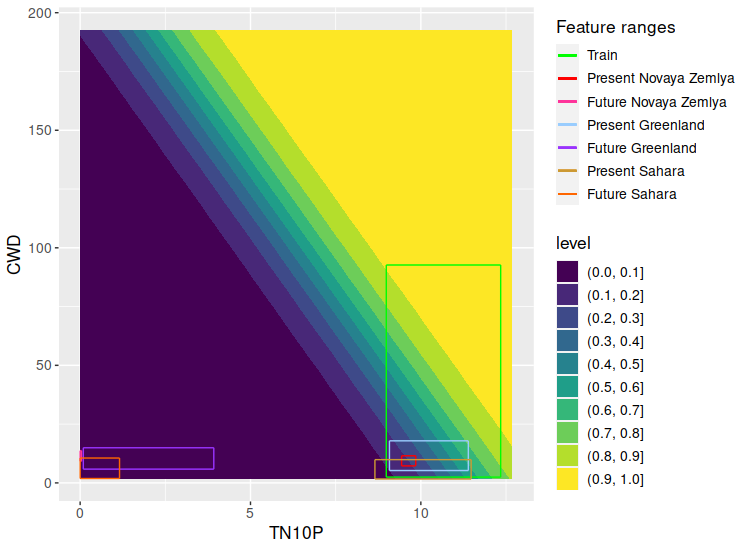 200
150
100
50
0
CWD
0
5
10
TN10P
Feature ranges
Train
Present Novaya Zemlya
Future Novaya Zemlya
Present Greenland
Future Greenland
Present Sahara
Future Sahara
level
(0.0, 0.1]
(0.1, 0.2]
(0.2, 0.3]
(0.3, 0.4]
(0.4, 0.5]
(0.5, 0.6]
(0.6, 0.7]
(0.7, 0.8]
(0.8, 0.9]
(0.9, 1.0]